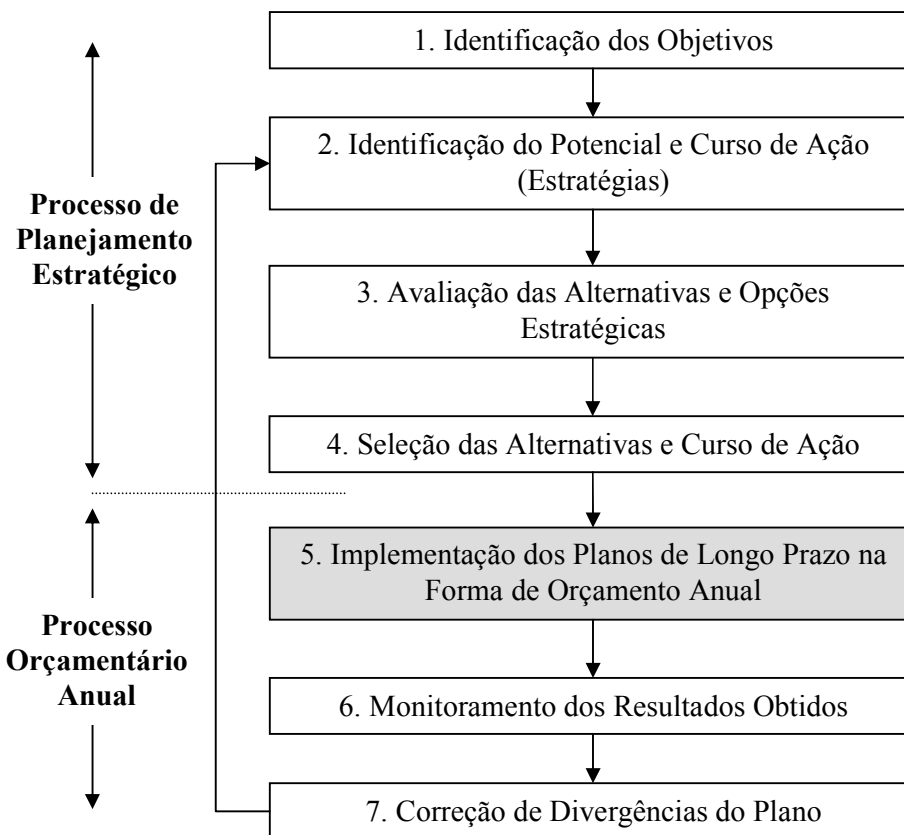 1. Identificação dos Objetivos
2. Identificação do Potencial e Curso de Ação
(Estratégias)
Processo de
Planejamento
Estratégico
3. Avaliação das Alternativas e Opções
Estratégicas
4. Seleção das Alternativas e Curso de Ação
5. Implementação dos Planos de Longo Prazo na
Forma de Orçamento Anual
Processo
Orçamentário
Anual
6. Monitoramento dos Resultados Obtidos
7. Correção de Divergências do Plano